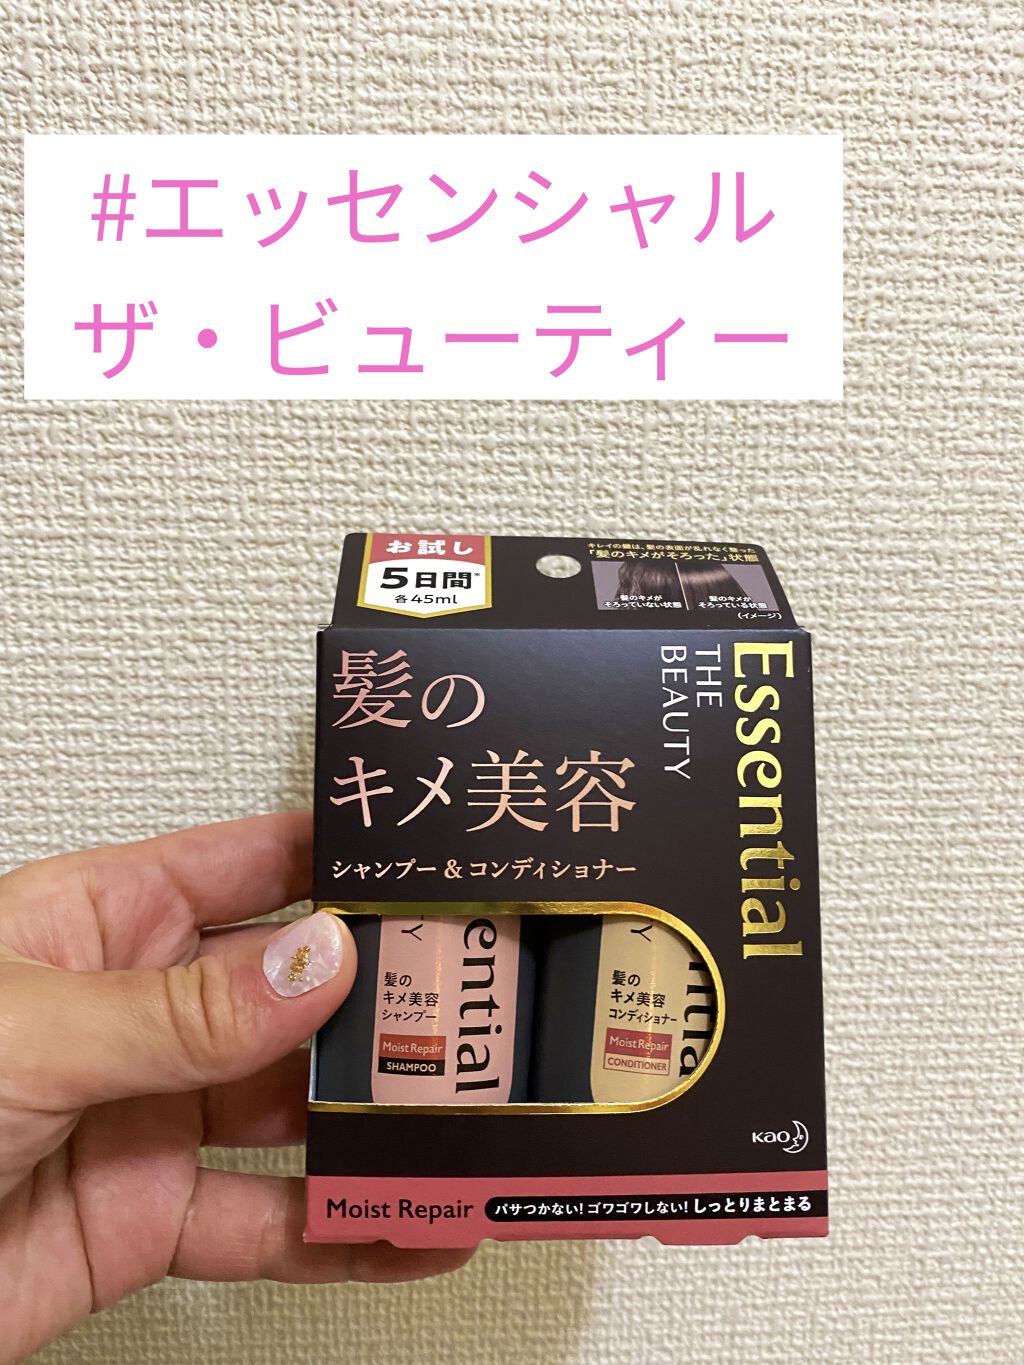 #エッセンシャル
ザ・ビューティー
お試し
5日間*
各45ml
キレイの鍵は、髪の表面が乱れなく整った
「髪のキメがそろった」状態
髪のキメが
そろっていない状態
髪のキメが
そろっている状態
(イメージ)
髪の
キメ美容
シャンプー&コンディショナー
Essential
THE
BEAUTY
Y
ential
髪の
キメ美容
シャンプー
Moist Repair
SHAMPOO
Y
ntia
髪の
キメ美容
コンディショナー
Moist Repair
CONDITIONER
Kao
Moist Repair
パサつかない!ゴワゴワしない!しっとりまとまる